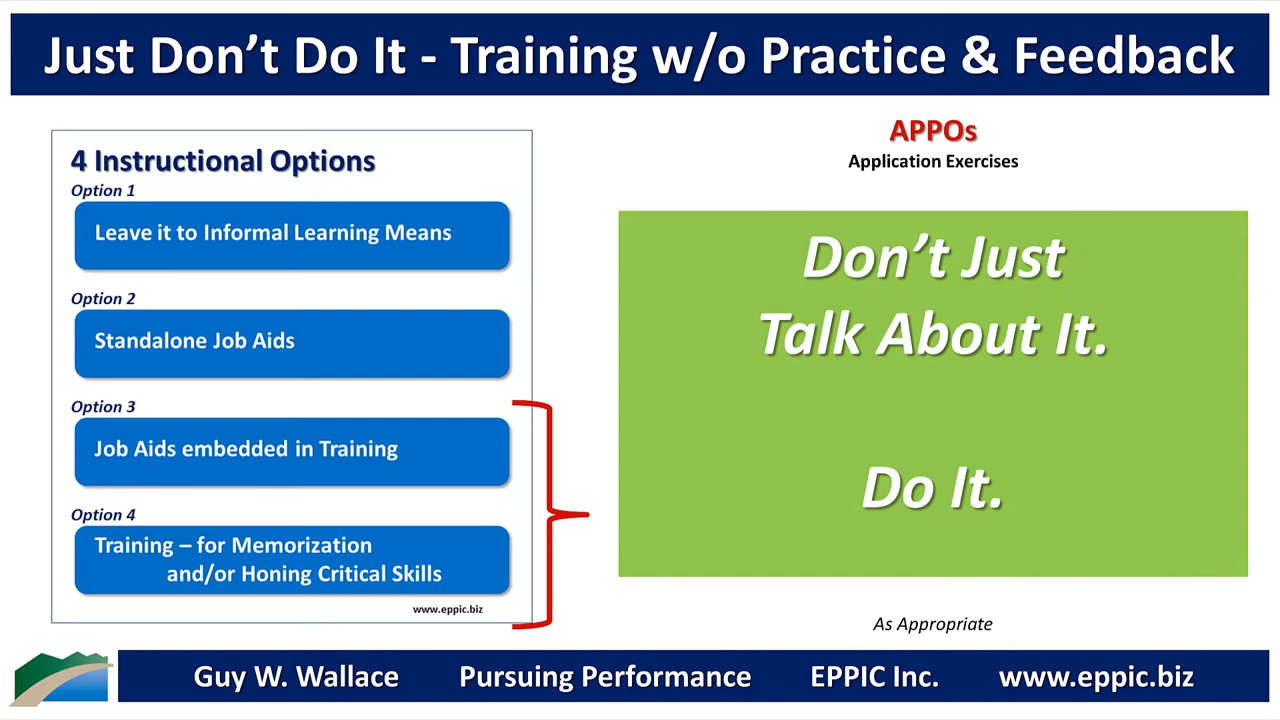 Just Don’t Do It - Training w/o Practice & Feedback
4 Instructional Options
Option 1
Leave it to Informal Learning Means
Option 2
Standalone Job Aids
Option 3
Job Aids embedded in Training
Option 4
Training – for Memorization
and/or Honing Critical Skills
www.eppic.biz
APPOs
Application Exercises
Don’t Just
Talk About It.
Do It.
As Appropriate
Guy W. Wallace Pursuing Performance EPPIC Inc. www.eppic.biz